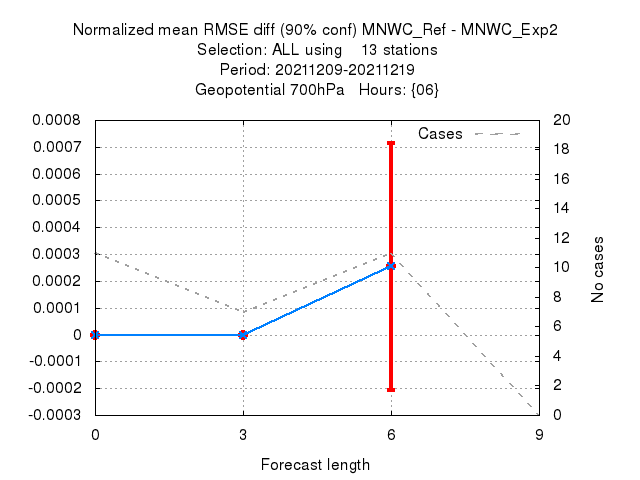 Normalized mean RMSE diff (90% conf) MNWC_Ref - MNWC_Exp2
Selection: ALL using    13 stations
Period: 20211209-20211219
Geopotential 700hPa   Hours: {06}
Cases
0.0008
0.0007
0.0006
0.0005
0.0004
0.0003
0.0002
0.0001
0
-0.0001
-0.0002
-0.0003
20
18
16
14
12
10
8
6
4
2
0
No cases
0 3 6 9
Forecast length